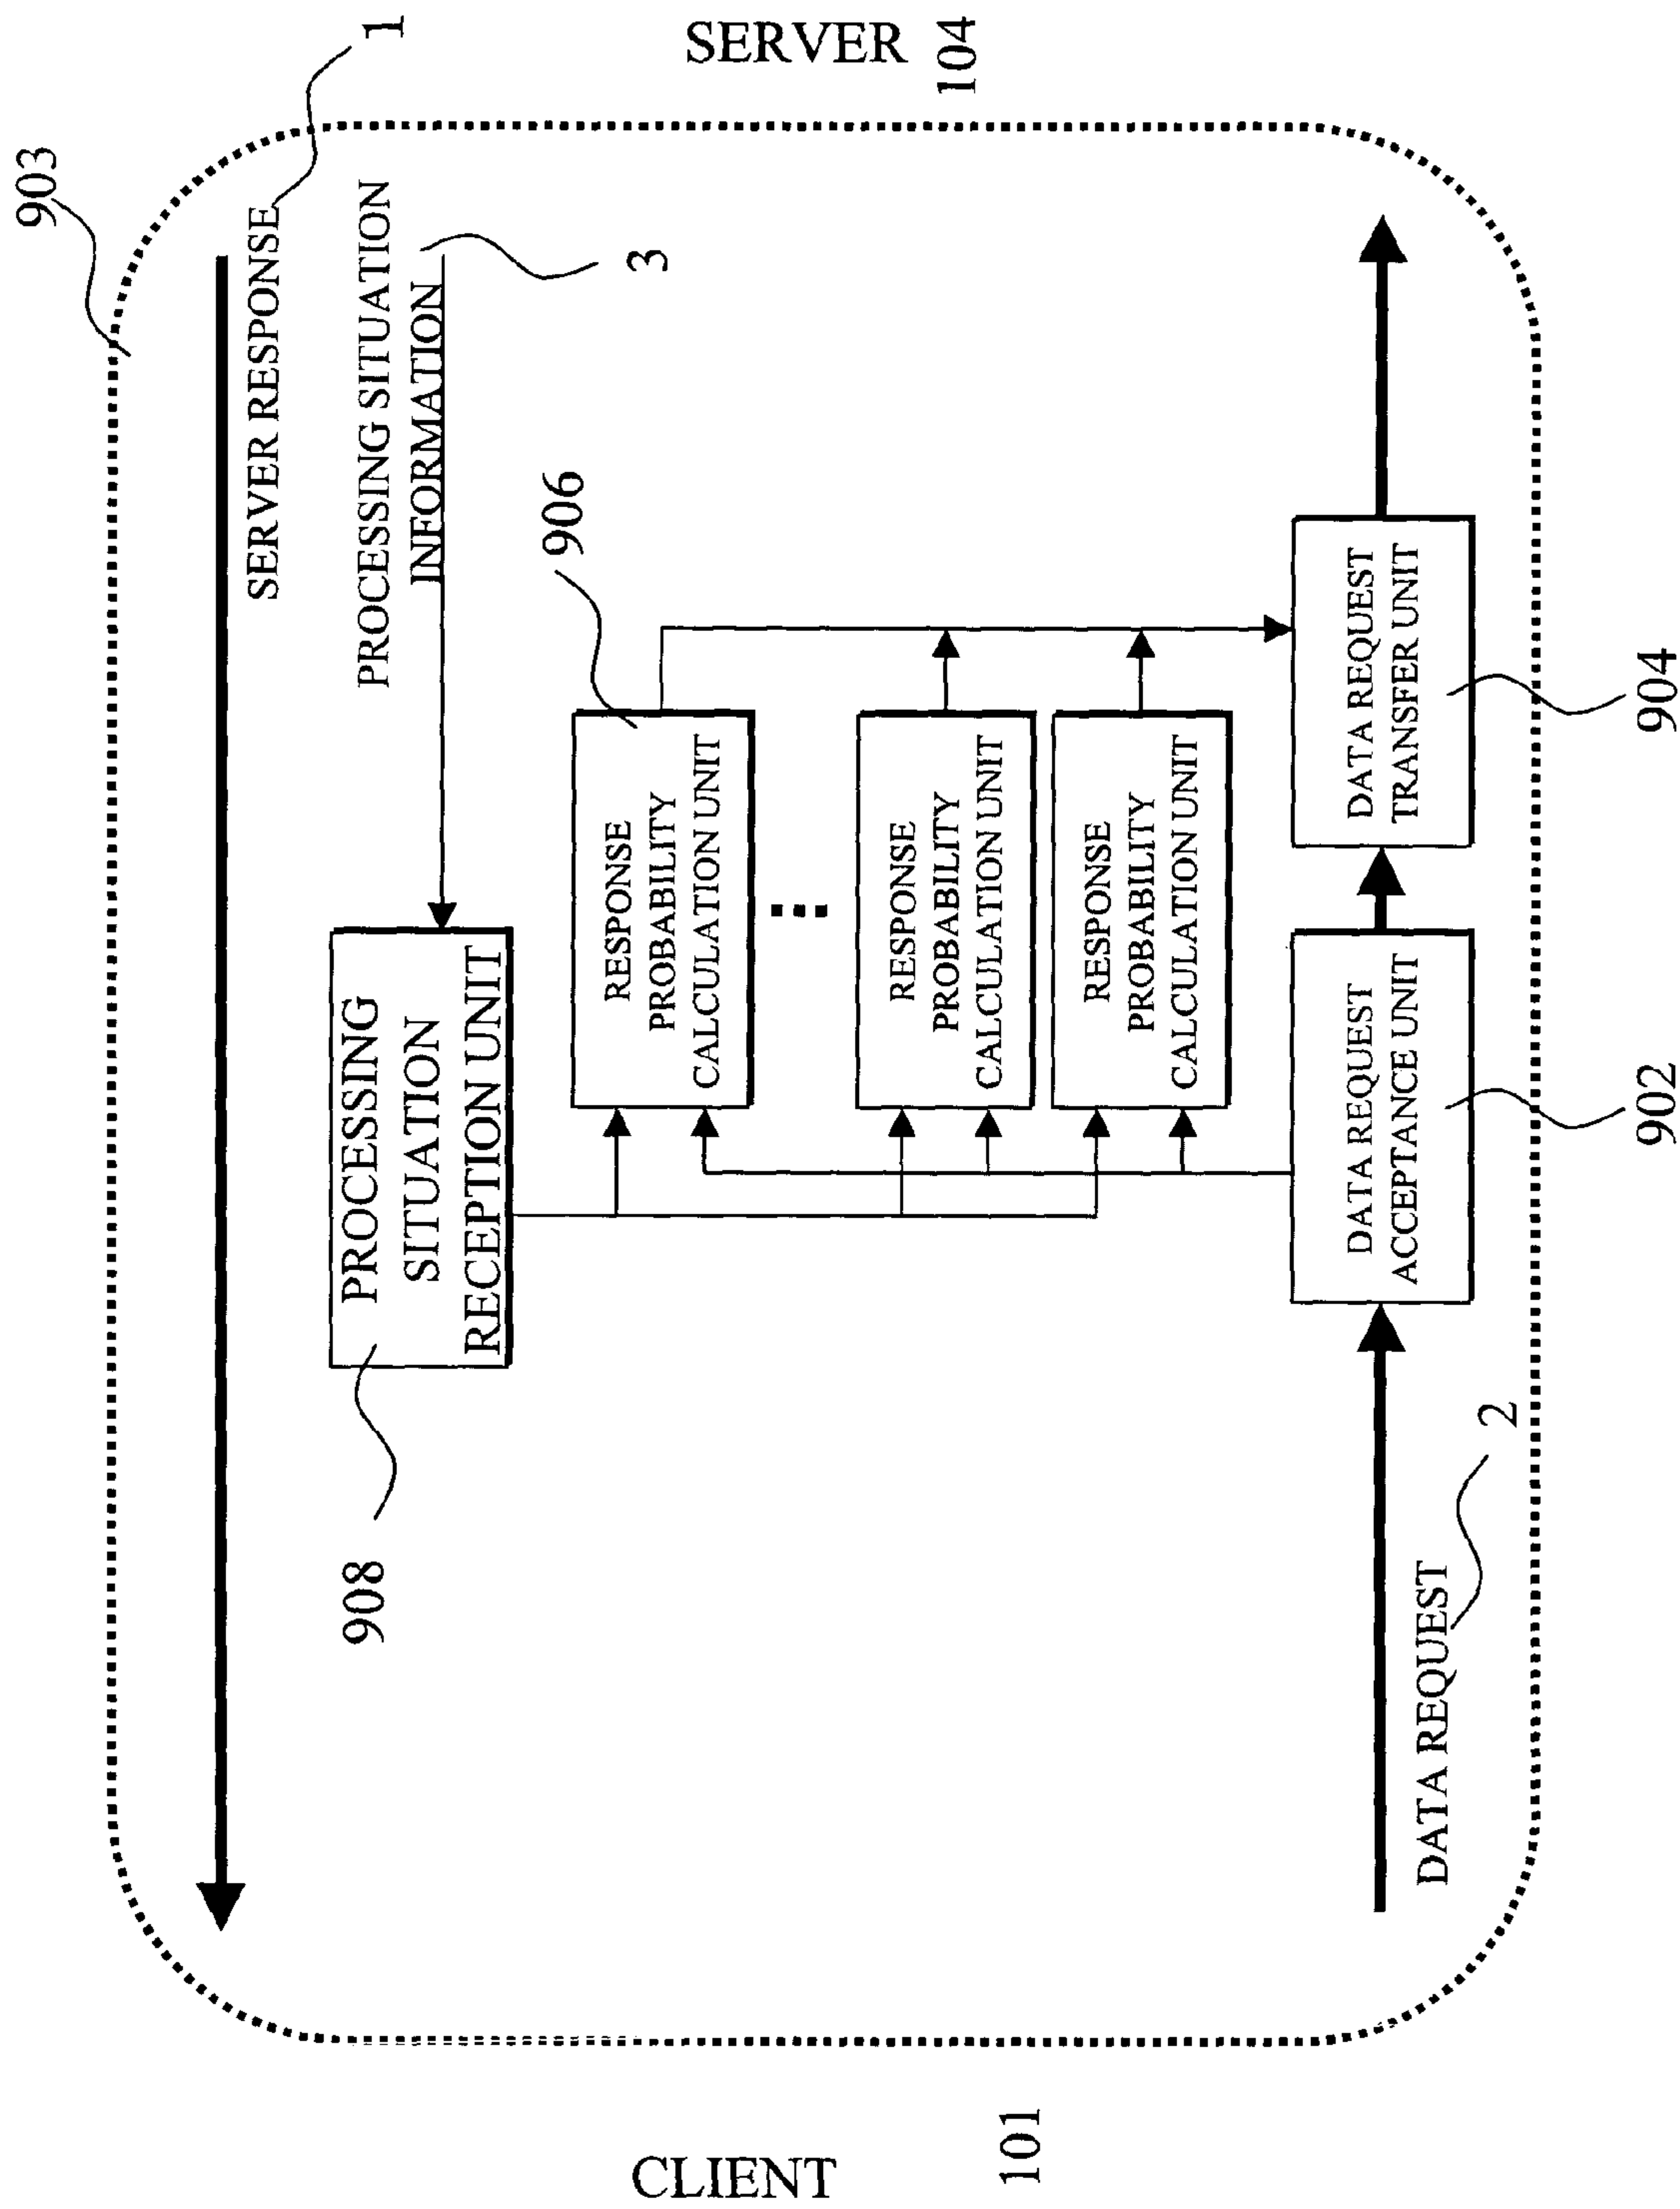 903
SERVER RESPONSE
1
PROCESSING SITUATION
INFORMATION
3
908
PROCESSING
SITUATION
RECEPTION UNIT
906
RESPONSE
PROBABILITY
CALCULATION UNIT
RESPONSE
PROBABILITY
CALCULATION UNIT
RESPONSE
PROBABILITY
CALCULATION UNIT
CLIENT
101
SERVER
104
DATA REQUEST
ACCEPTANCE UNIT
DATA REQUEST
TRANSFER UNIT
DATA REQUEST
2
902
904